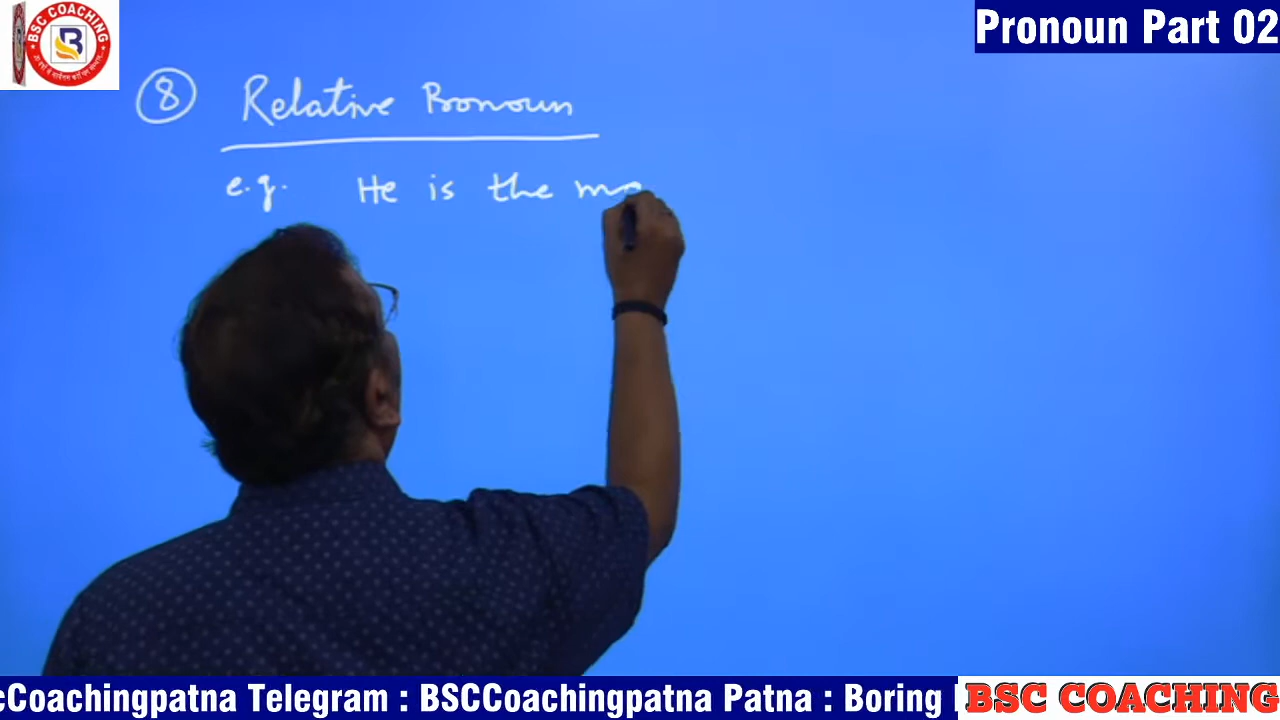 BSC COACHING
Pronoun Part 02
8 Relative Pronoun
e.g. He is the
cCoachingpatna Telegram : BSCCoachingpatna Patna : Boring
BSC COACHING